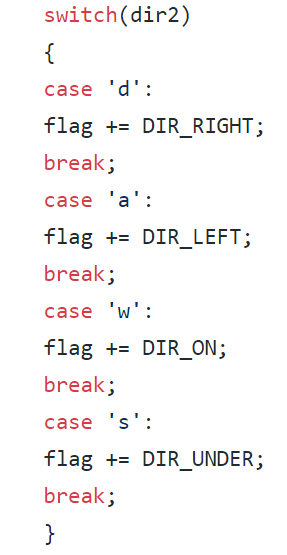 switch(dir2)
{
case 'd':
flag += DIR_RIGHT;
break;
case 'a':
flag += DIR_LEFT;
break;
case 'w':
flag += DIR_ON;
break;
case 's':
flag += DIR_UNDER;
break;
}